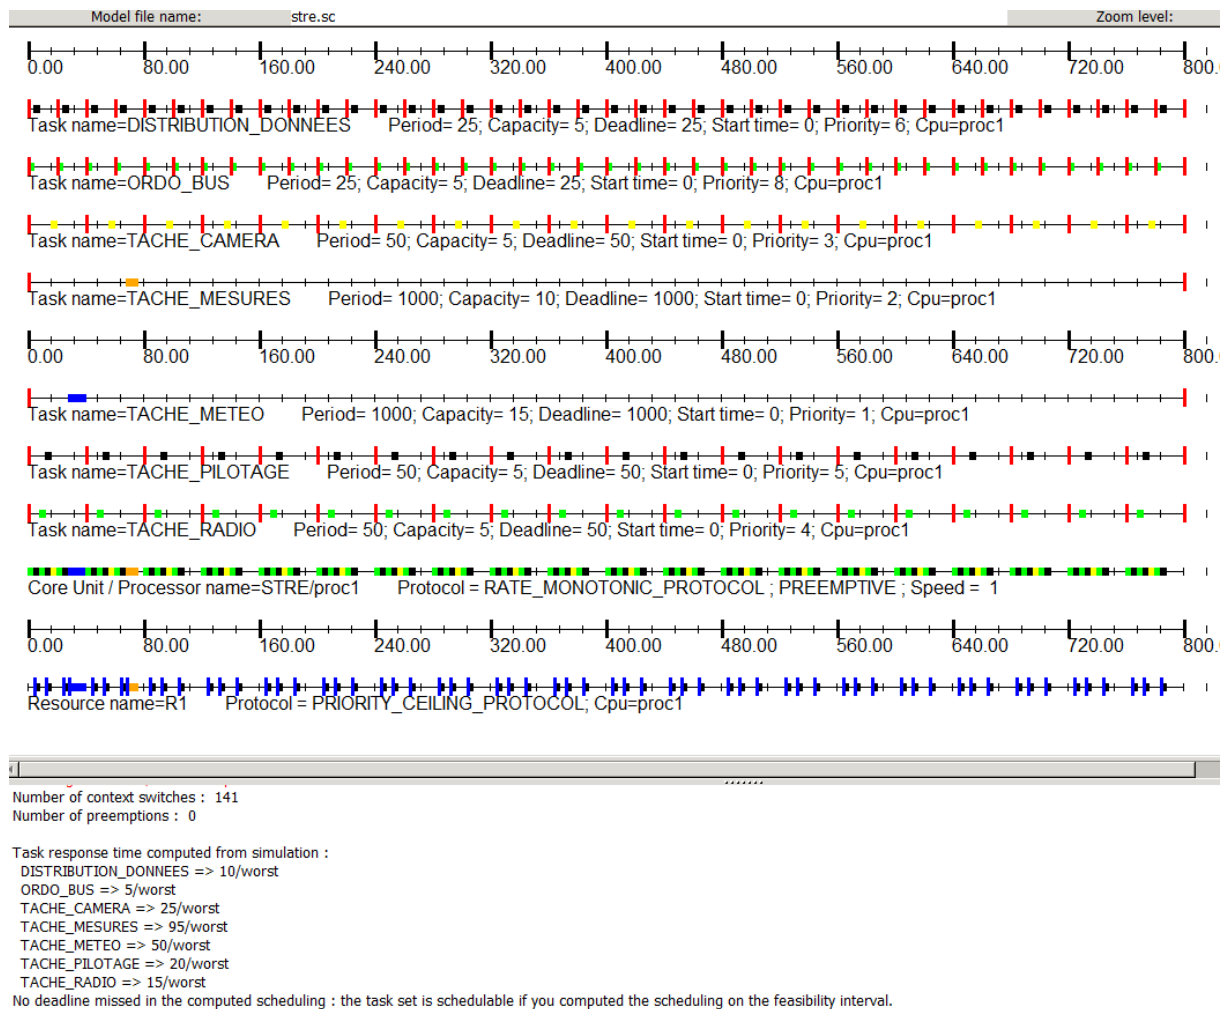 Model file name: stre.sc Zoom level:
0.00 80.00 160.00 240.00 320.00 400.00 480.00 560.00 640.00 720.00 800.
Task name=DISTRIBUTION_DONNEES Period= 25; Capacity= 5; Deadline= 25; Start time= 0; Priority= 6; Cpu=proc1
Task name=ORDO_BUS Period= 25; Capacity= 5; Deadline= 25; Start time= 0; Priority= 8; Cpu=proc1
Task name=TACHE_CAMERA Period= 50; Capacity= 5; Deadline= 50; Start time= 0; Priority= 3; Cpu=proc1
Task name=TACHE_MESURES Period= 1000; Capacity= 10; Deadline= 1000; Start time= 0; Priority= 2; Cpu=proc1
0.00 80.00 160.00 240.00 320.00 400.00 480.00 560.00 640.00 720.00 800.
Task name=TACHE_METEO Period= 1000; Capacity= 15; Deadline= 1000; Start time= 0; Priority= 1; Cpu=proc1
Task name=TACHE_PILOTAGE Period= 50; Capacity= 5; Deadline= 50; Start time= 0; Priority= 5; Cpu=proc1
Task name=TACHE_RADIO Period= 50; Capacity= 5; Deadline= 50; Start time= 0; Priority= 4; Cpu=proc1
Core Unit / Processor name=STRE/proc1 Protocol = RATE_MONOTONIC_PROTOCOL ; PREEMPTIVE ; Speed = 1
0.00 80.00 160.00 240.00 320.00 400.00 480.00 560.00 640.00 720.00 800.
Resource name=R1 Protocol = PRIORITY_CEILING_PROTOCOL; Cpu=proc1
Number of context switches : 141
Number of preemptions : 0
Task response time computed from simulation :
DISTRIBUTION_DONNEES => 10/worst
ORDO_BUS => 5/worst
TACHE_CAMERA => 25/worst
TACHE_MESURES => 95/worst
TACHE_METEO => 50/worst
TACHE_PILOTAGE => 20/worst
TACHE_RADIO => 15/worst
No deadline missed in the computed scheduling : the task set is schedulable if you computed the scheduling on the feasibility interval.